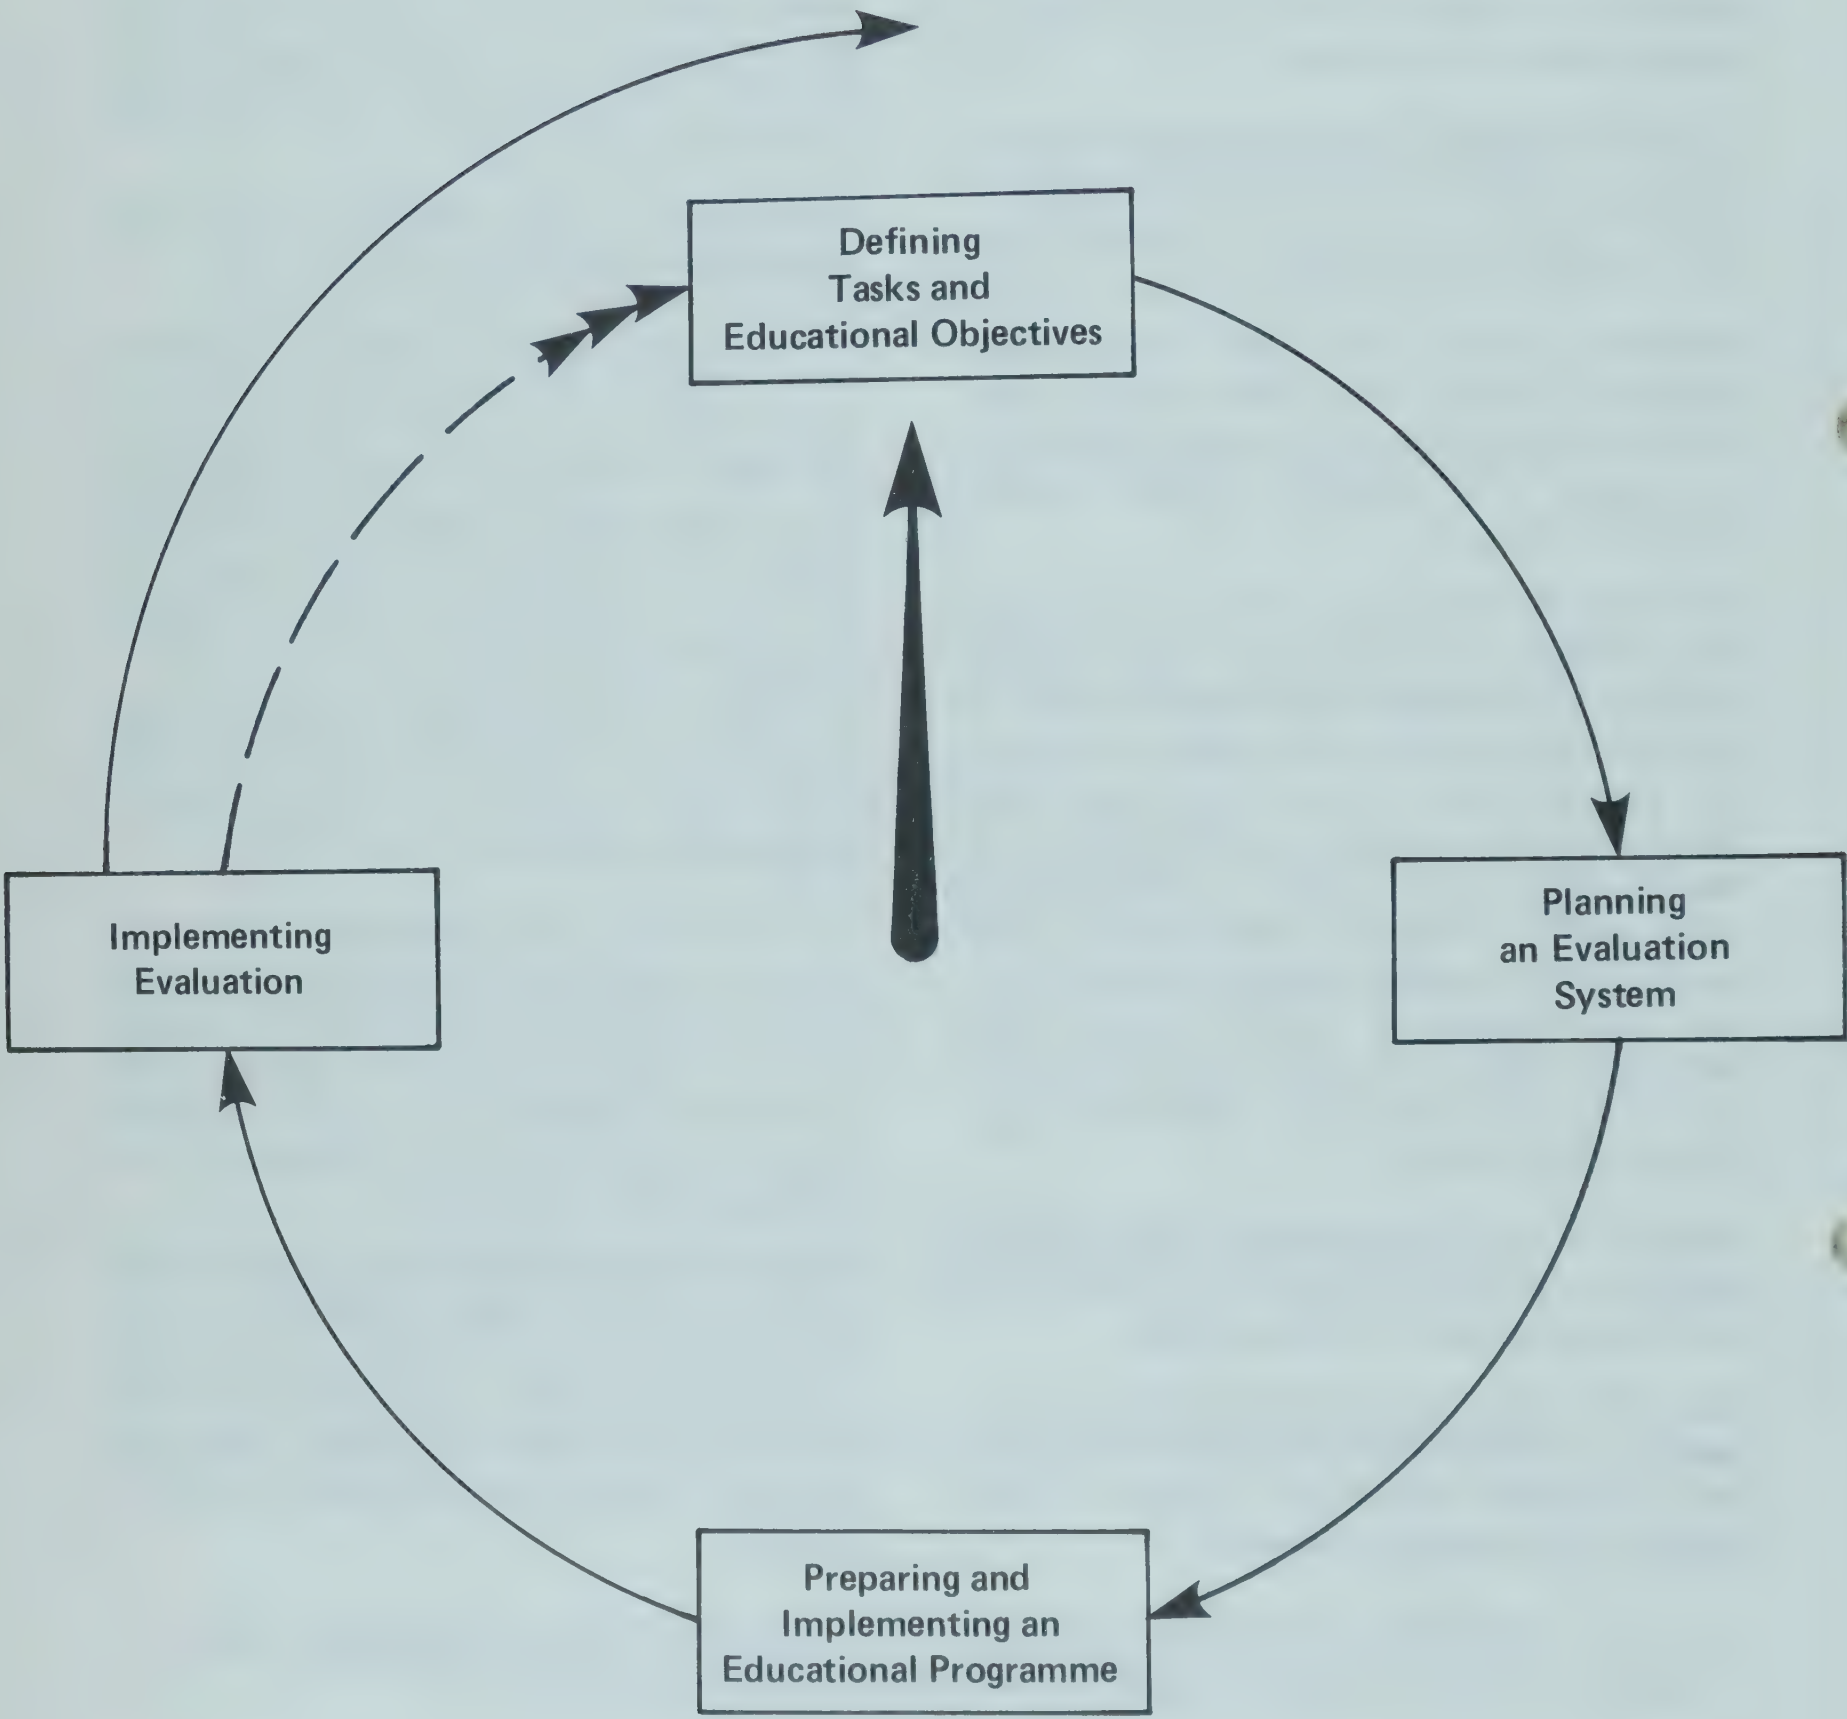 Defining
Tasks and
Educational Objectives
Planning
an Evaluation
System
Preparing and
Implementing an
Educational Programme
Implementing
Evaluation